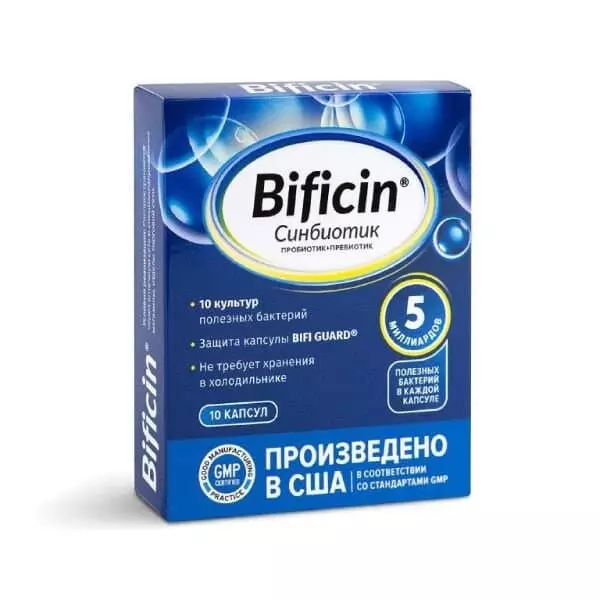 Bificin®
Bificin®
Синбиотик
ПРОБИОТИК+ПРЕБИОТИК
• 10 культур
полезных бактерий
• Защита капсулы BIFI GUARD®
• Не требует хранения
в холодильнике
10 КАПСУЛ
5
МИЛЛИАРДОВ
ПОЛЕЗНЫХ
БАКТЕРИЙ
В КАЖДОЙ
КАПСУЛЕ
GOOD MANUFACTURING
GMP
CERTIFIED
PRACTICE
ПРОИЗВЕДЕНО
В США
В СООТВЕТСТВИИ
СО СТАНДАРТАМИ GMP
Bificin®